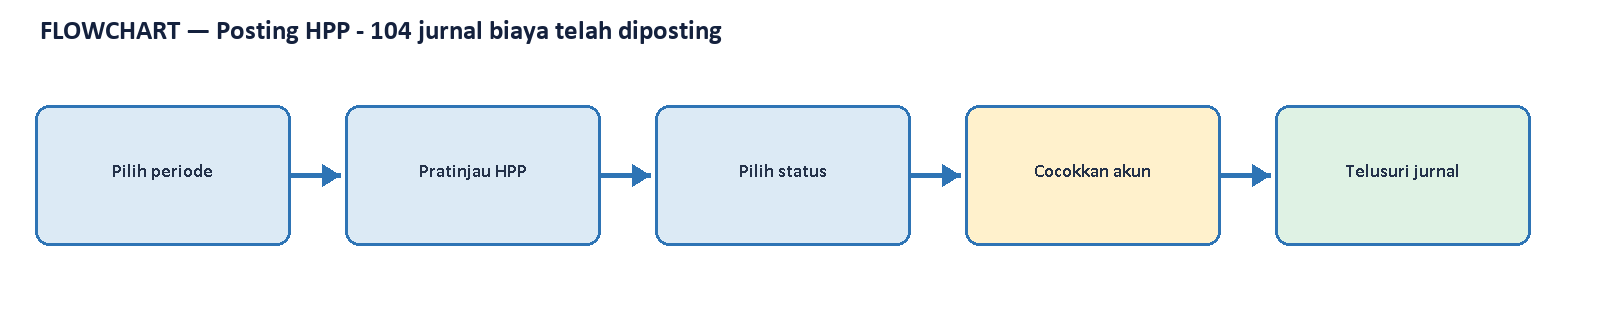 FLOWCHART — Posting HPP - 104 jurnal biaya telah diposting
Pilih periode
Pratinjau HPP
Pilih status
Cocokkan akun
Telusuri jurnal